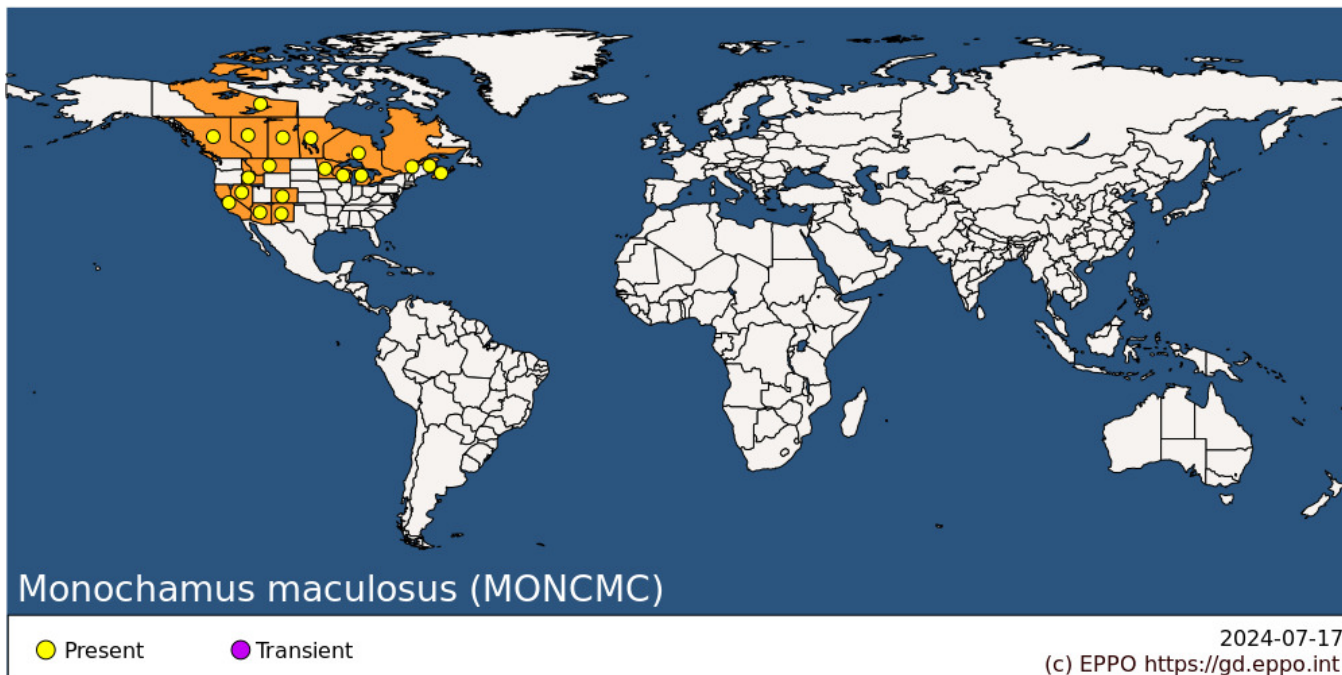 Monochamus maculosus (MONCMC)
Present
Transient
2024-07-17
(c) EPPO https://gd.eppo.int